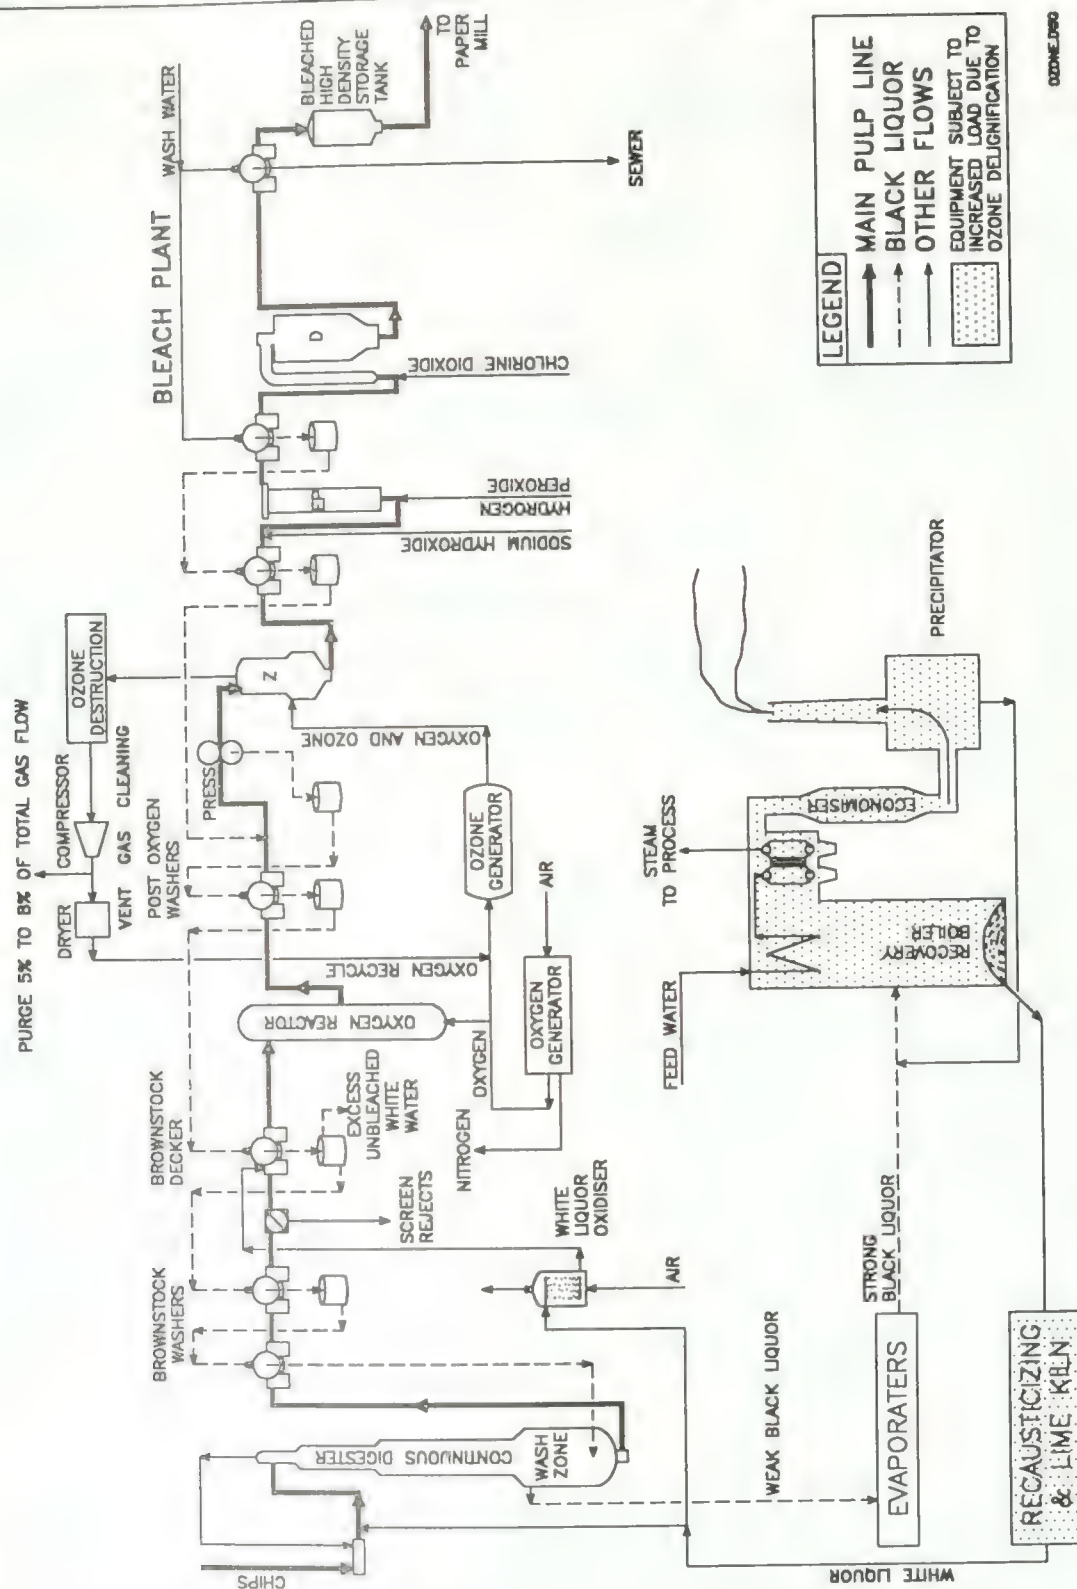 PURGE 5% TO 8% OF TOTAL GAS FLOW
OZONE
DESTRUCTION
COMPRESSOR
DRYER
VENT GAS CLEANING
BLEACH PLANT
WASH WATER
BLEACHED
HIGH
DENSITY
STORAGE
TANK
TO
PAPER
MILL
SEWER
CHLORINE DIOXIDE
D
HYDROGEN
PEROXIDE
EP
SODIUM HYDROXIDE
Z
PRESS
OXYGEN AND OZONE
POST OXYGEN
WASHERS
OZONE
GENERATOR
OXYGEN RECYCLE
AIR
OXYGEN
GENERATOR
OXYGEN
NITROGEN
OXYGEN REACTOR
BROWNSTOCK
DECKER
EXCESS
UNBLEACHED
WHITE
WATER
SCREEN
REJECTS
BROWNSTOCK
WASHERS
WHITE
LIQUOR
OXIDISER
AIR
CONTINUOUS DIGESTER
WASH
ZONE
CHIPS
WEAK BLACK LIQUOR
EVAPORATERS
STRONG
BLACK LIQUOR
WHITE LIQUOR
RECAUSTICIZING
& LIME KILN
FEED WATER
STEAM
TO PROCESS
RECOVERY
BOILER
ECONOMISER
PRECIPITATOR
LEGEND
MAIN PULP LINE
BLACK LIQUOR
OTHER FLOWS
EQUIPMENT SUBJECT TO
INCREASED LOAD DUE TO
OZONE DELIGNIFICATION
OZONE.DWG